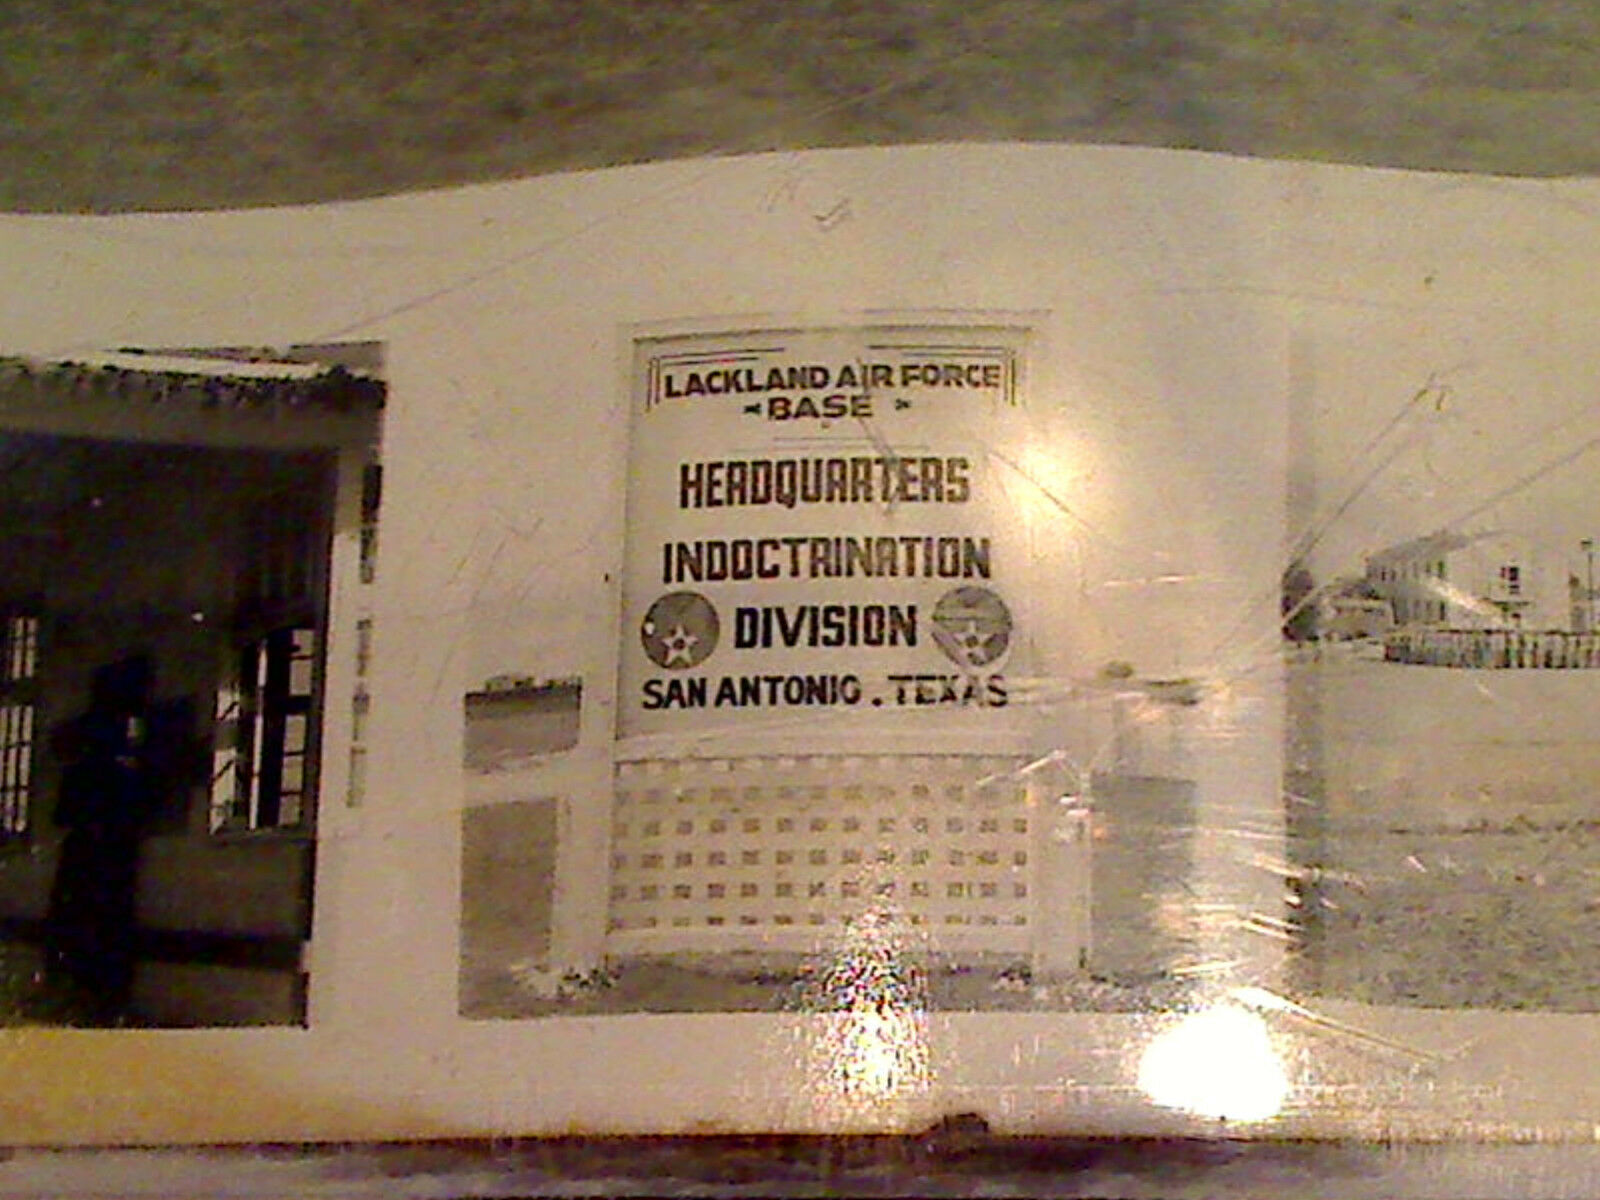 LACKLAND AIR FORCE
BASE
HEADQUARTERS
INDOCTRINATION
DIVISION
SAN ANTONIO . TEXAS